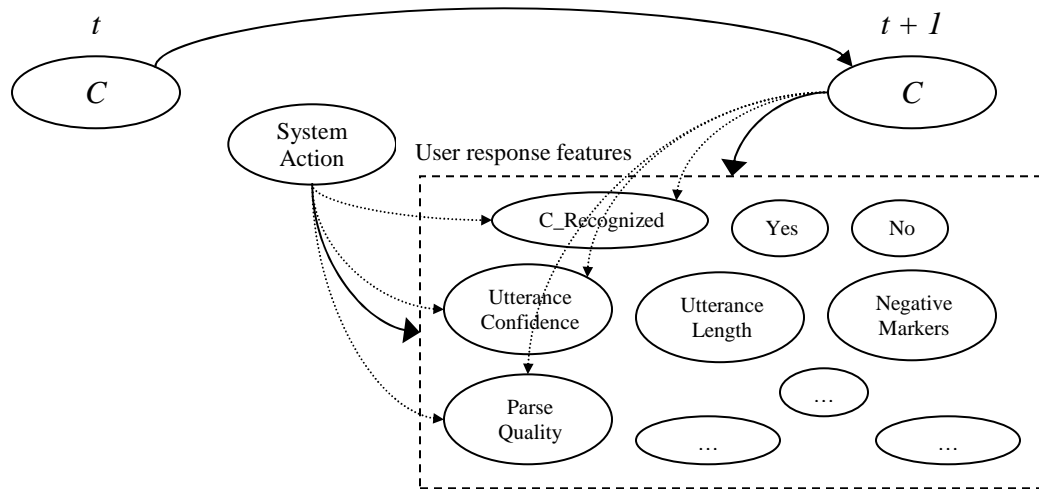 t
t + 1
C
C
System
Action
User response features
C_Recognized
Yes
No
Utterance
Confidence
Utterance
Length
Negative
Markers
Parse
Quality
…
…
…